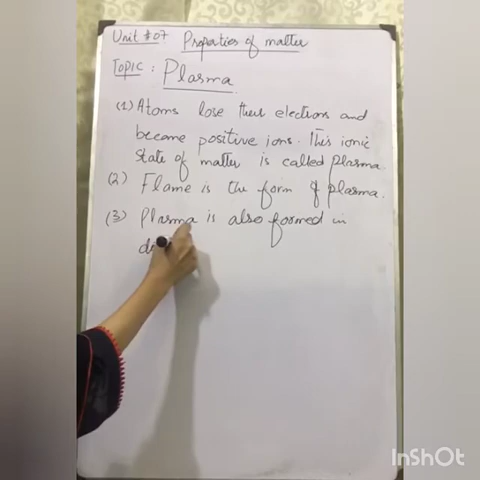 Unit #07 Properties of matter
Topic : Plasma
(1) Atoms lose their electrons and
become positive ions. This ionic
state of matter is called plasma
(2) Flame is the form of plasma.
(3) Plasma is also formed in
InShOt